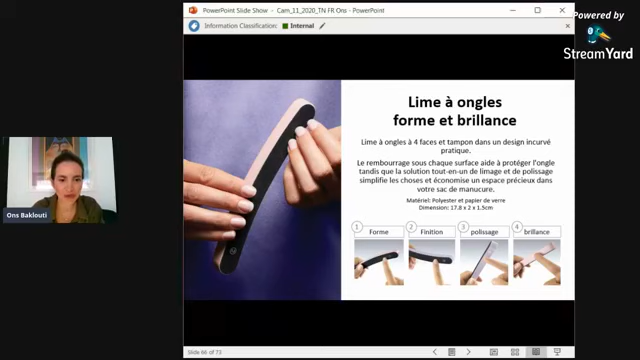 PowerPoint Slide Show - Cam_11_2020_TN FR Ons - PowerPoint
Information Classification: Internal
Powered by
StreamYard
Lime à ongles
forme et brillance
Lime à ongles à 4 faces et tampon dans un design incurvé
pratique.
Le rembourrage sous chaque surface aide à protéger l'ongle
tandis que la solution tout-en-un de limage et de polissage
simplifie les choses et économise un espace précieux dans
votre sac de manucure.
Matériel: Polyester et papier de verre
Dimension: 17.8 x 2 x 1.5cm
1 Forme
2 Finition
3 polissage
4 brillance
Ons Baklouti
Slide 66 of 73